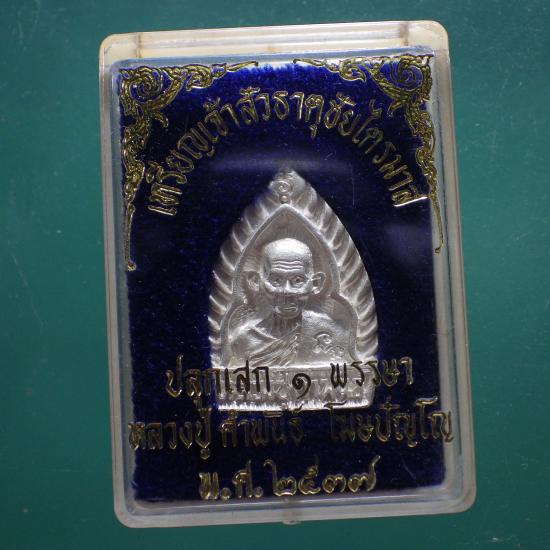 เหรียญเจ้าสัวธาตุชัยไตรมาส
ปลุกเสก ๑ พรรษา
หลวงปู่ คำพันธ์ โฆษปัญโญ
พ.ศ. ๒๕๓๗